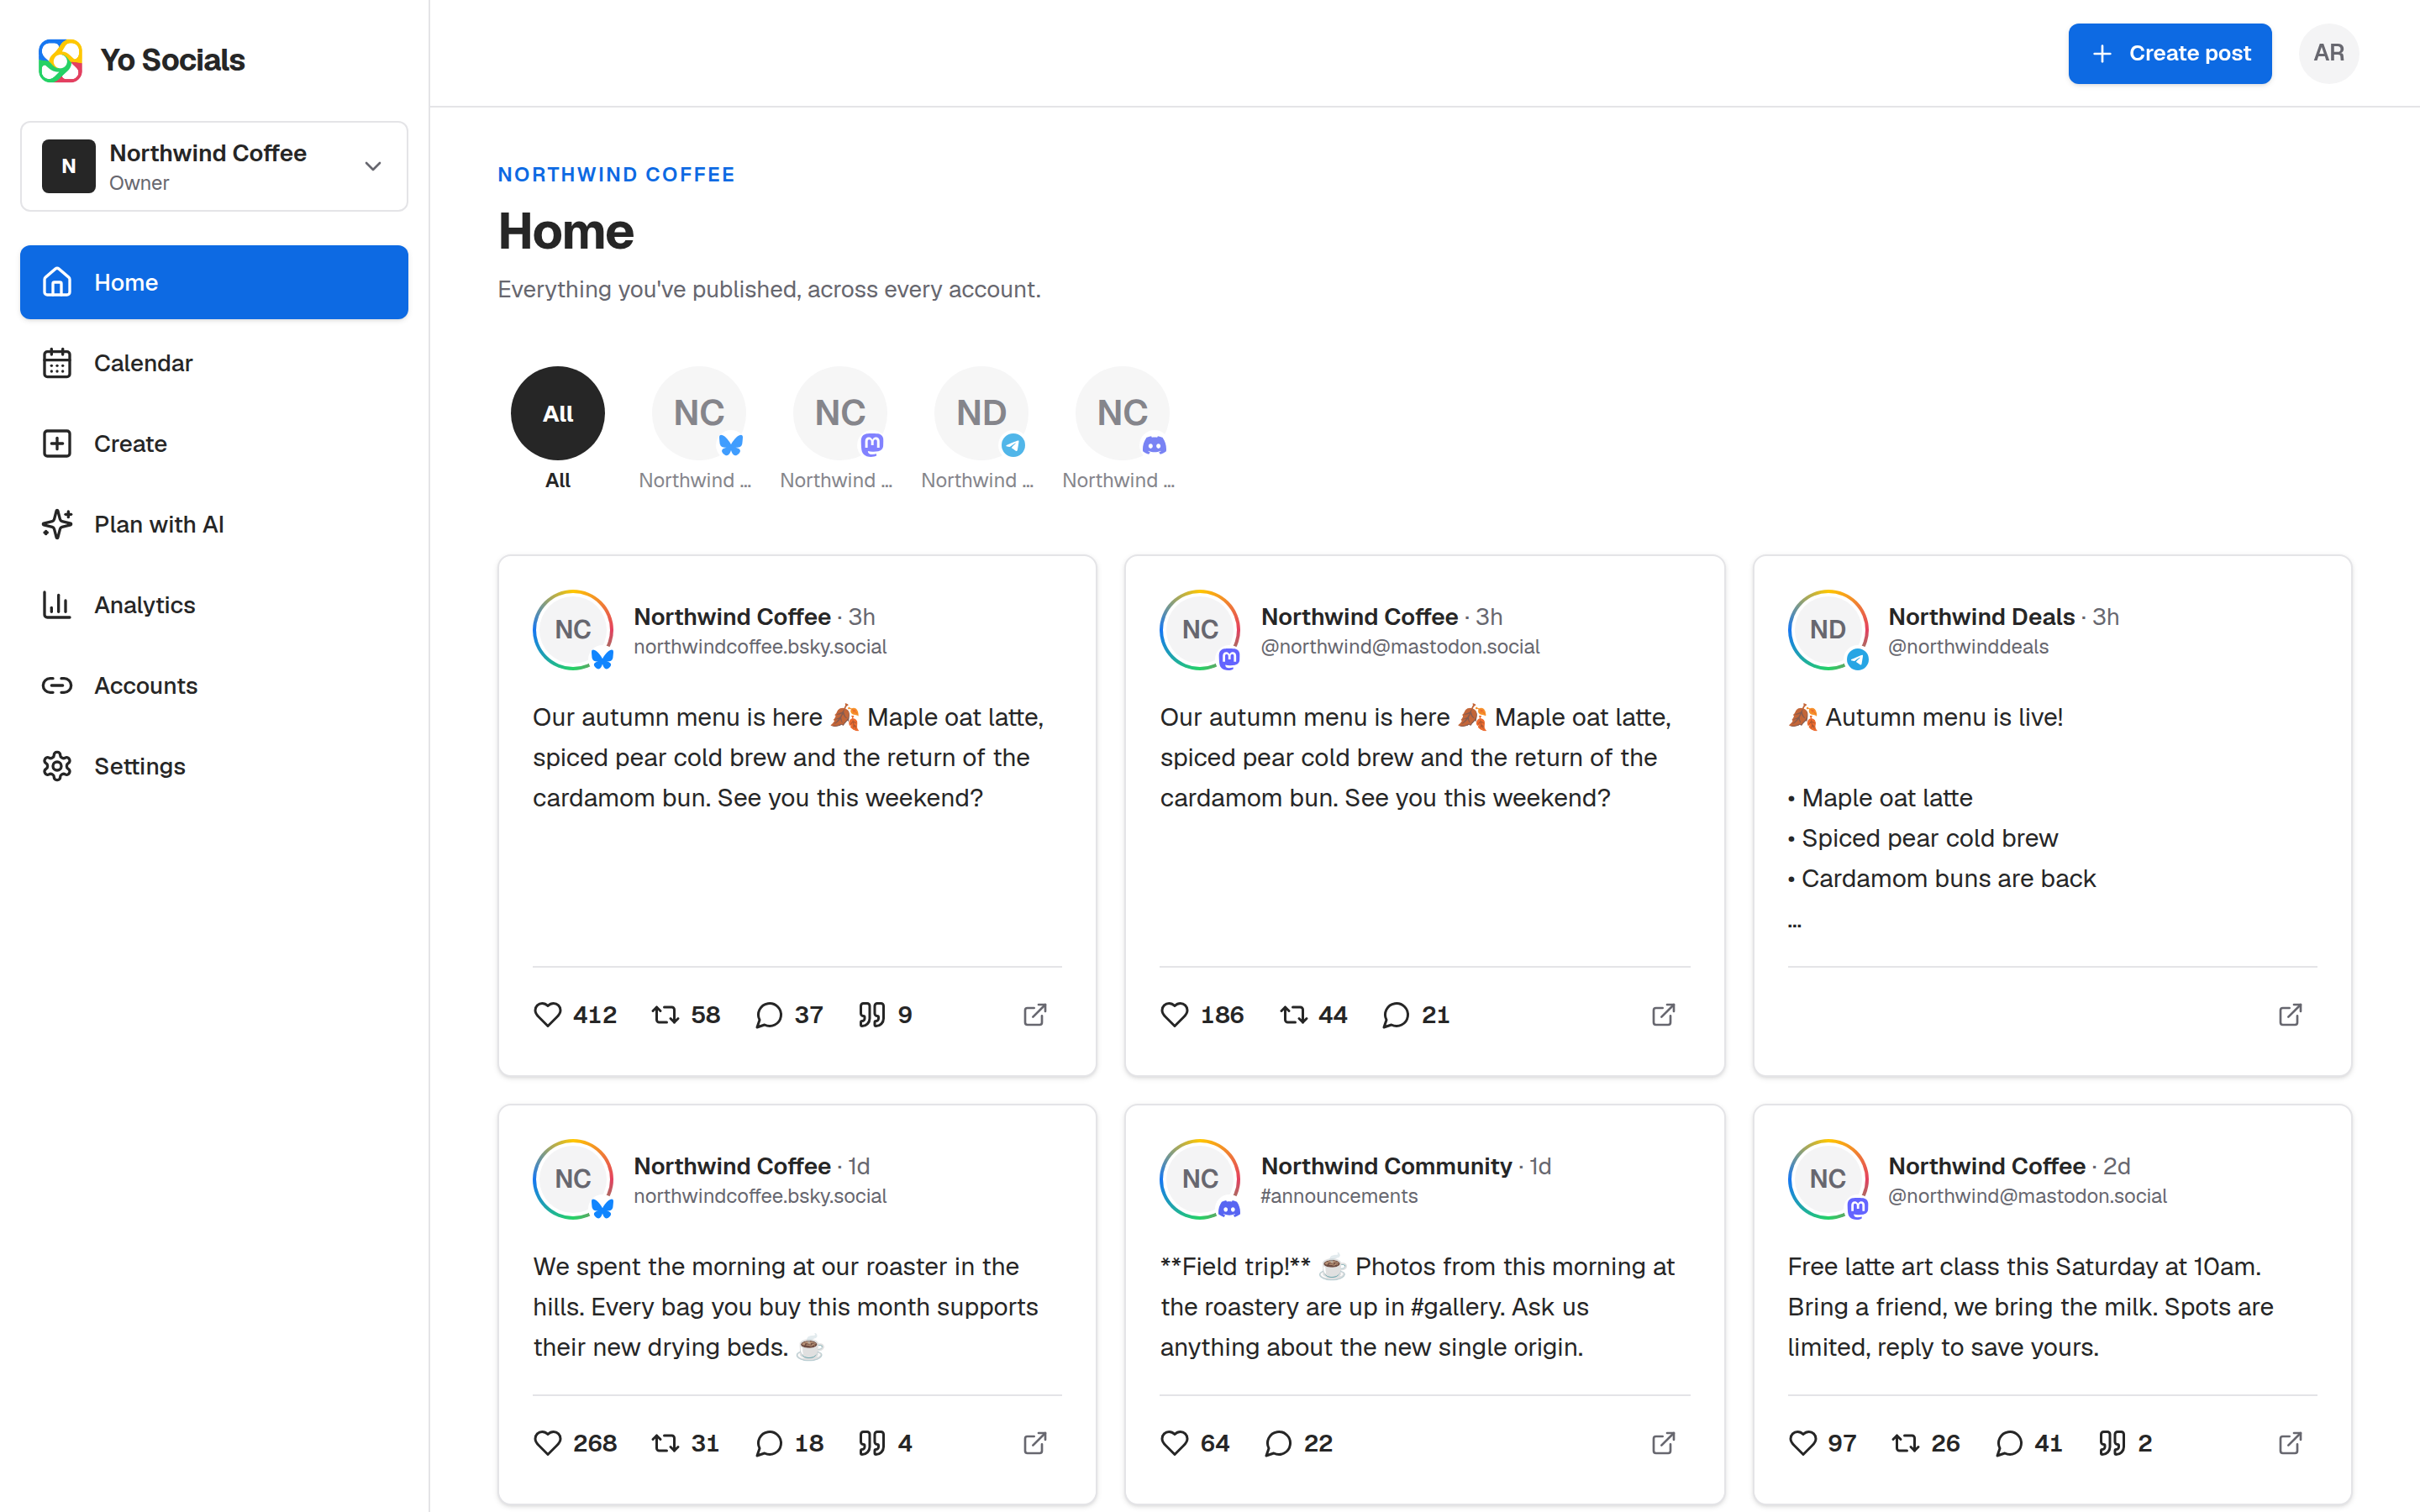 Yo Socials
Create post
AR
N
Northwind Coffee
Owner
Home
Calendar
Create
Plan with AI
Analytics
Accounts
Settings
NORTHWIND COFFEE
Home
Everything you've published, across every account.
All
NC
NC
ND
NC
All
Northwind ...
Northwind ...
Northwind ...
Northwind ...
NC
Northwind Coffee · 3h
northwindcoffee.bsky.social
Our autumn menu is here 🍂 Maple oat latte,
spiced pear cold brew and the return of the
cardamom bun. See you this weekend?
412 58 37 9
NC
Northwind Coffee · 3h
@northwind@mastodon.social
Our autumn menu is here 🍂 Maple oat latte,
spiced pear cold brew and the return of the
cardamom bun. See you this weekend?
186 44 21
ND
Northwind Deals · 3h
@northwinddeals
🍂 Autumn menu is live!
• Maple oat latte
• Spiced pear cold brew
• Cardamom buns are back
...
NC
Northwind Coffee · 1d
northwindcoffee.bsky.social
We spent the morning at our roaster in the
hills. Every bag you buy this month supports
their new drying beds. ☕
268 31 18 4
NC
Northwind Community · 1d
#announcements
**Field trip!** ☕ Photos from this morning at
the roastery are up in #gallery. Ask us
anything about the new single origin.
64 22
NC
Northwind Coffee · 2d
@northwind@mastodon.social
Free latte art class this Saturday at 10am.
Bring a friend, we bring the milk. Spots are
limited, reply to save yours.
97 26 41 2